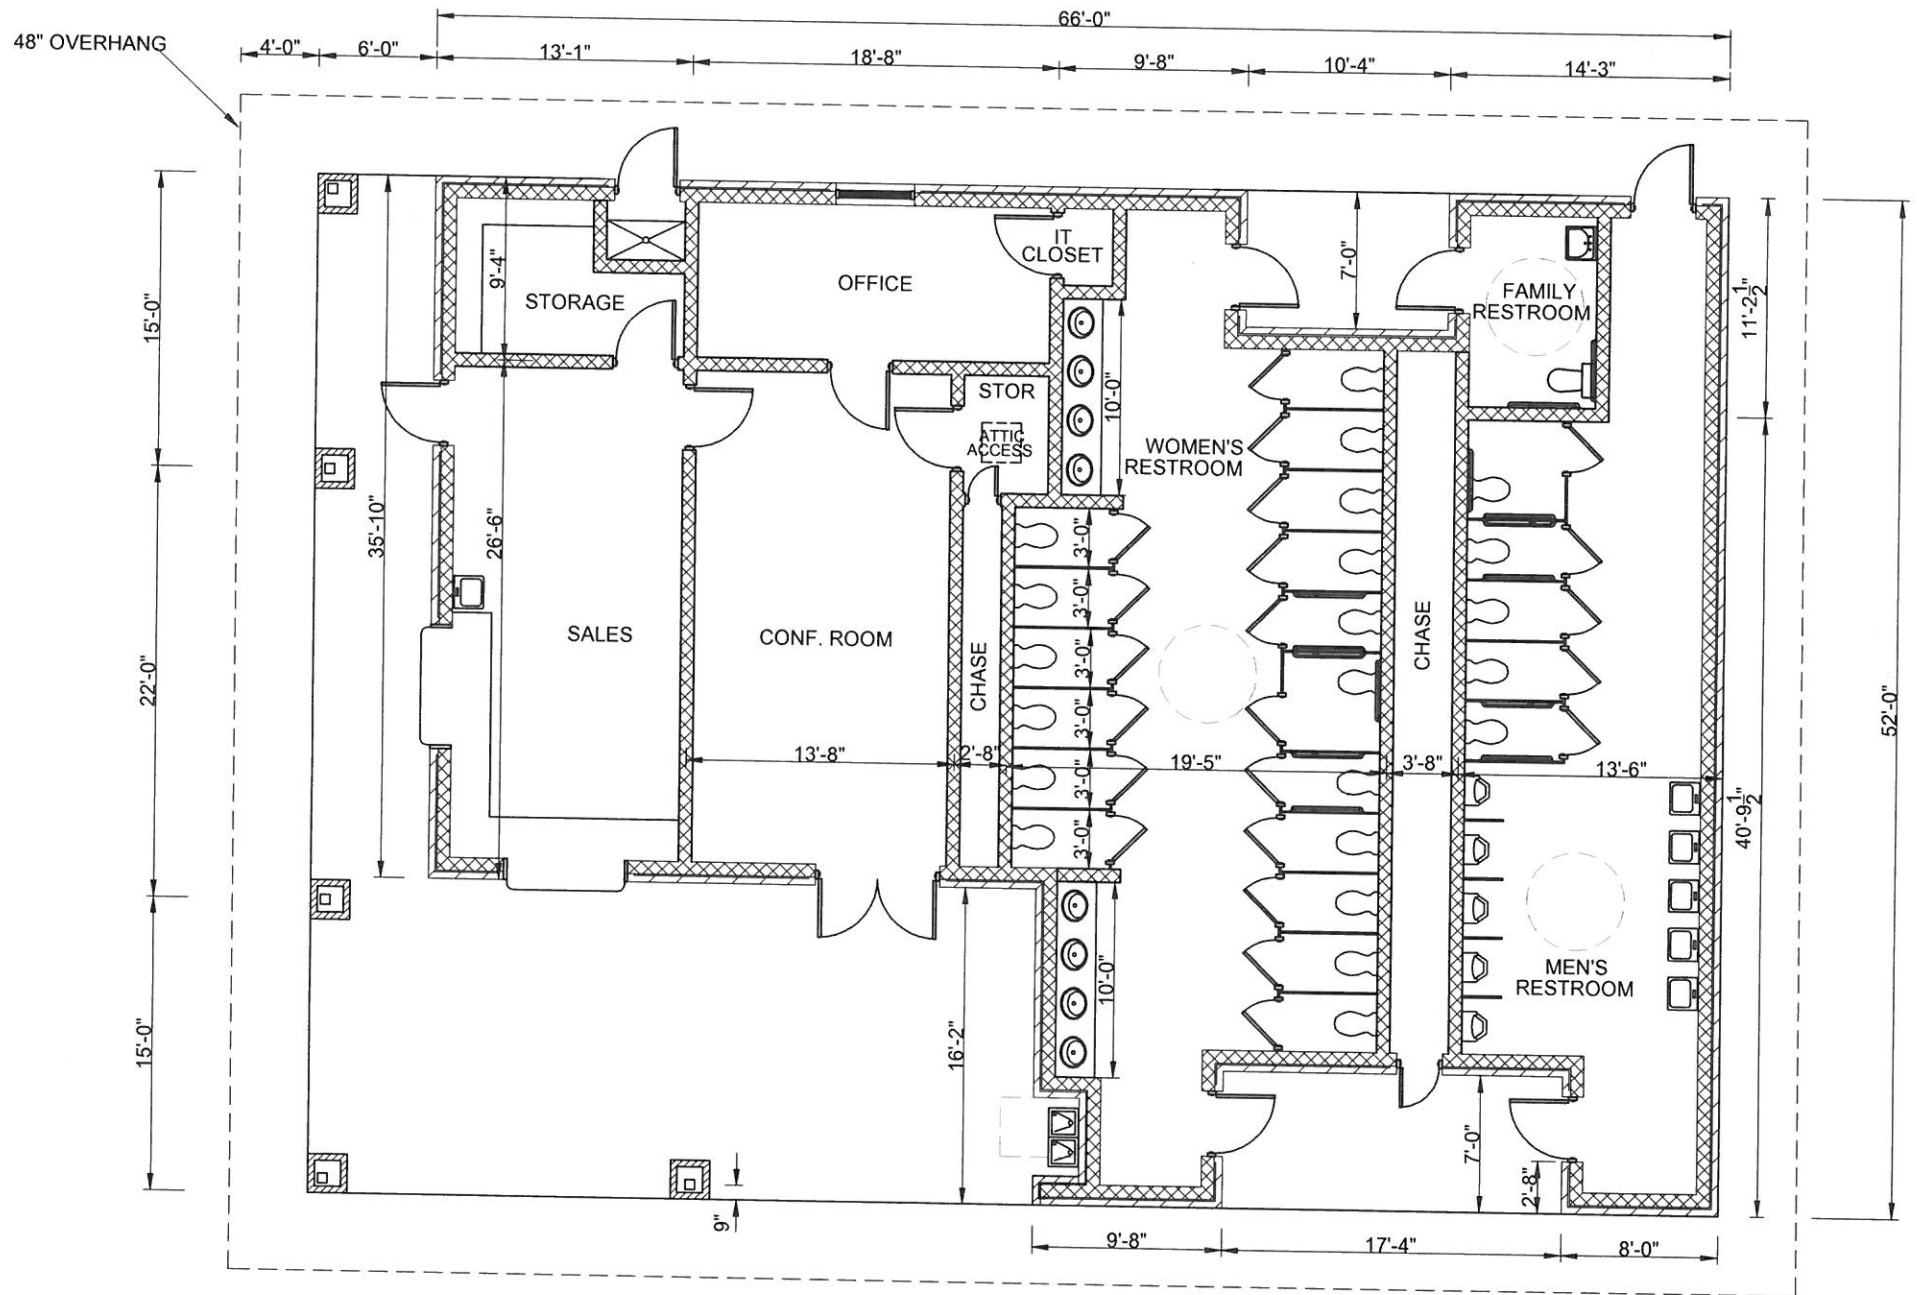 66'-0"
48" OVERHANG
4'-0"
6'-0"
13'-1"
18'-8"
9'-8"
10'-4"
14'-3"
IT
CLOSET
OFFICE
STORAGE
9'-4"
7'-0"
FAMILY
RESTROOM
11'-2 1/2"
15'-0"
STOR
ATTIC
ACCESS
10'-0"
WOMEN'S
RESTROOM
35'-10"
26'-6"
3'-0"
3'-0"
3'-0"
3'-0"
3'-0"
3'-0"
SALES
CONF. ROOM
CHASE
CHASE
22'-0"
52'-0"
13'-8"
2'-8"
19'-5"
3'-8"
13'-6"
40'-9 1/2"
MEN'S
RESTROOM
10'-0"
15'-0"
16'-2"
7'-0"
2'-8"
9"
9'-8"
17'-4"
8'-0"